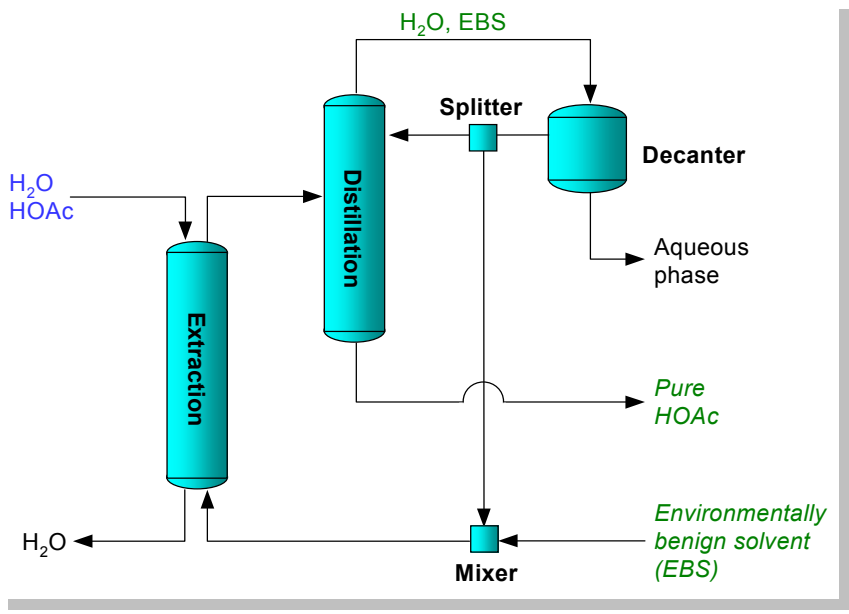 H₂O, EBS
Splitter
Decanter
Distillation
H₂O
HOAc
Aqueous
phase
Extraction
Pure
HOAc
Environmentally
benign solvent
(EBS)
H₂O
Mixer